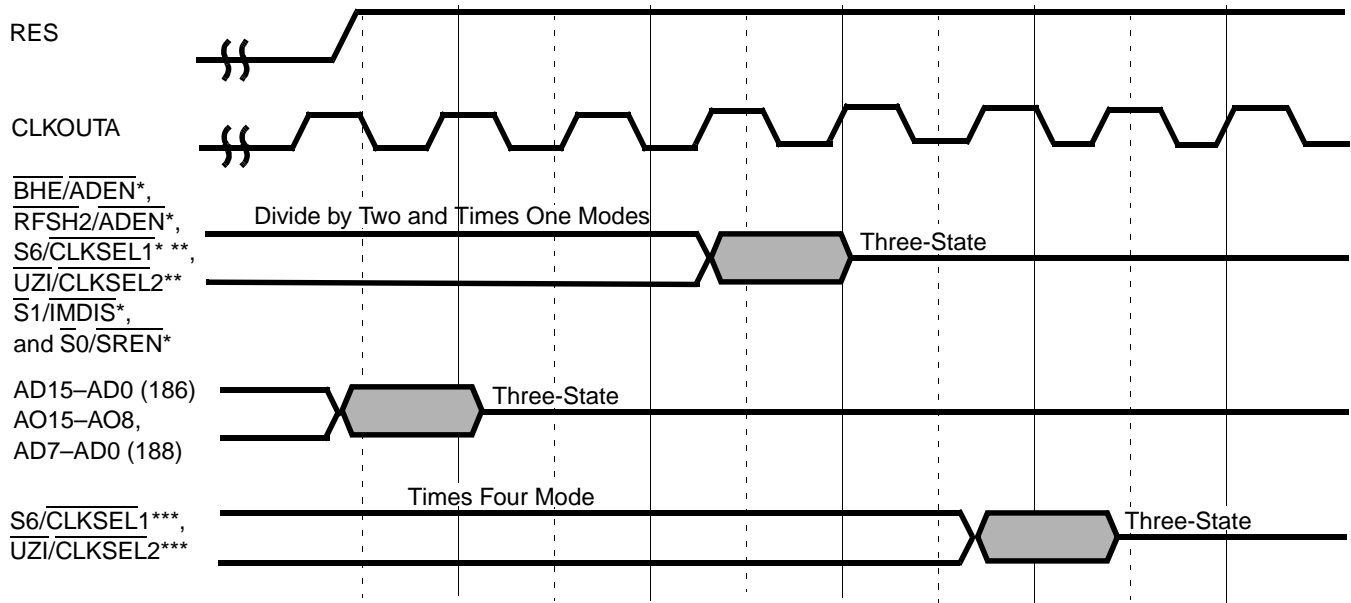 RES
CLKOUTA
BHE/ADEN*,
RFSH2/ADEN*,
S6/CLKSEL1* **,
UZI/CLKSEL2**
S1/IMDIS*,
and S0/SREN*
Divide by Two and Times One Modes
Three-State
AD15–AD0 (186)
AO15–AO8,
AD7–AD0 (188)
Three-State
Times Four Mode
S6/CLKSEL1***,
UZI/CLKSEL2***
Three-State